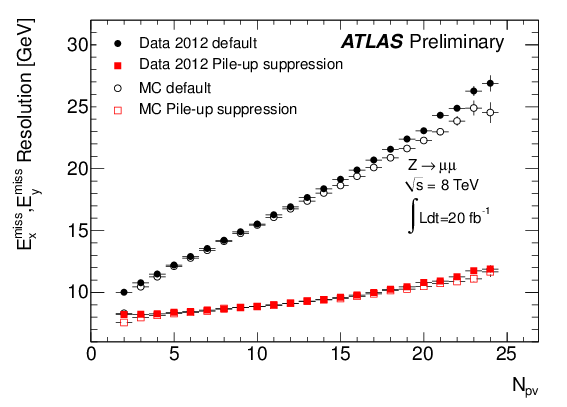 E_x^miss, E_y^miss Resolution [GeV]
30
25
20
15
10
ATLAS Preliminary
Data 2012 default
Data 2012 Pile-up suppression
MC default
MC Pile-up suppression
Z → μμ
√s = 8 TeV
∫Ldt=20 fb^-1
0 5 10 15 20 25
N_pv